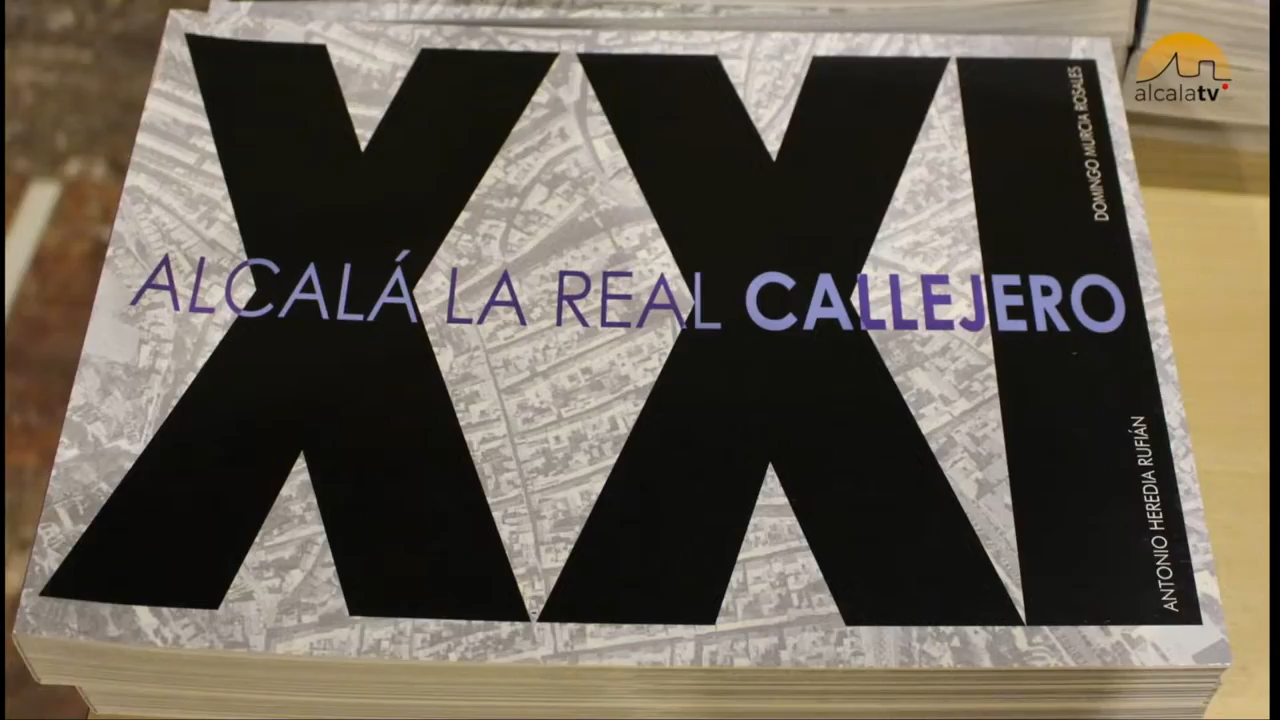 XXI
ALCALÁ LA REAL CALLEJERO
DOMINGO MURCIA ROSALES
ANTONIO HEREDIA RUFIÁN
alcalatv